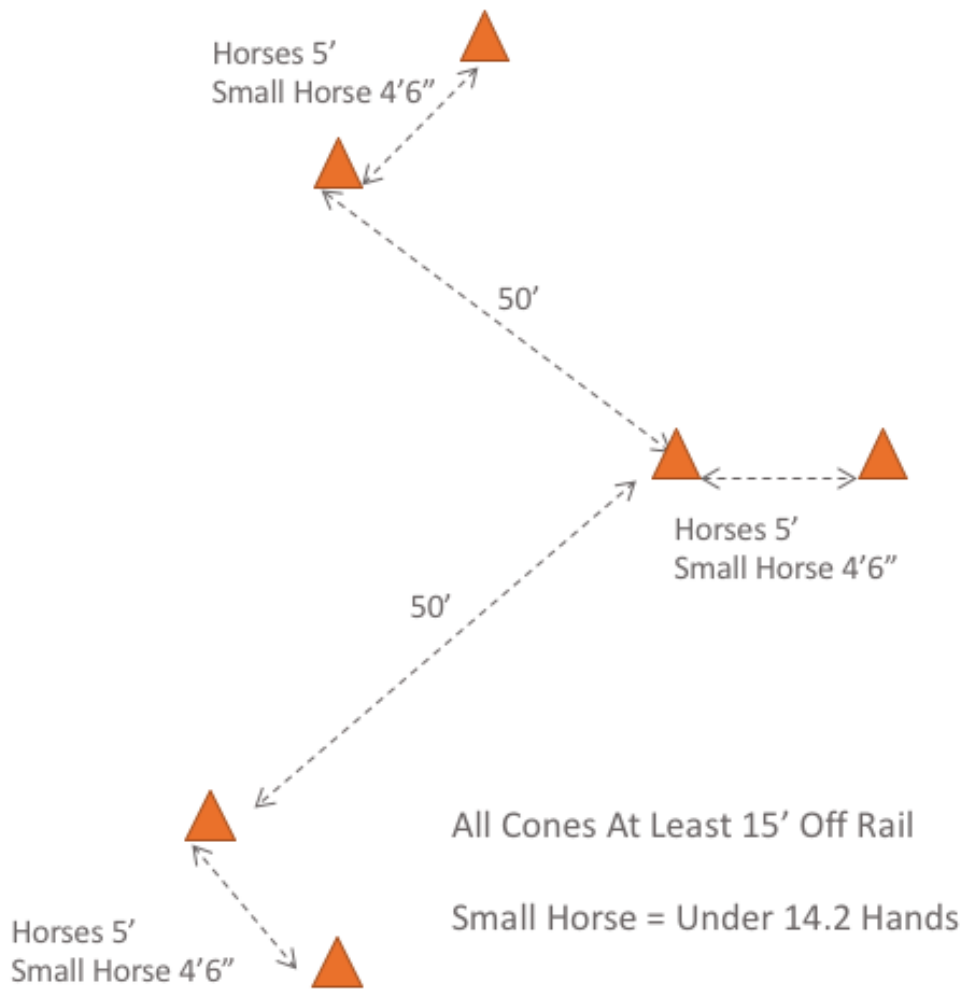 Horses 5’
Small Horse 4’6”
50’
Horses 5’
Small Horse 4’6”
50’
All Cones At Least 15’ Off Rail
Small Horse = Under 14.2 Hands
Horses 5’
Small Horse 4’6”